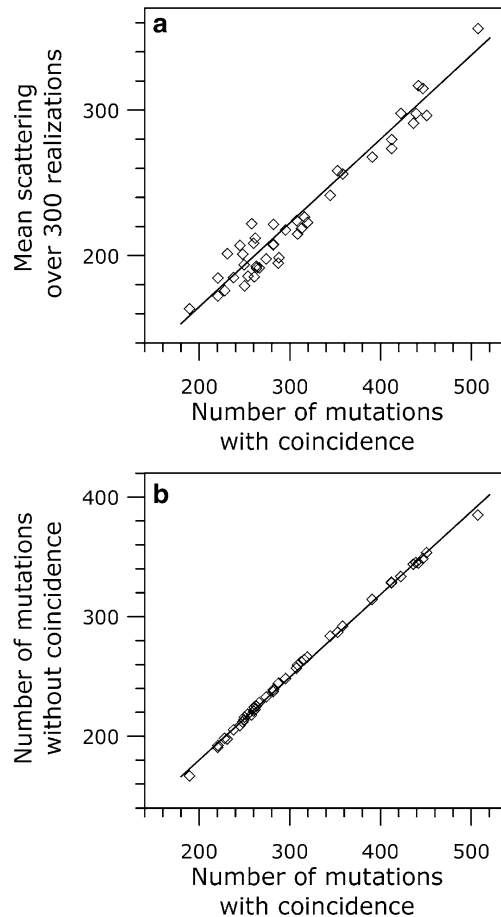 a
Mean scattering
over 300 realizations
300
200
200 300 400 500
Number of mutations
with coincidence
b
Number of mutations
without coincidence
400
300
200
200 300 400 500
Number of mutations
with coincidence